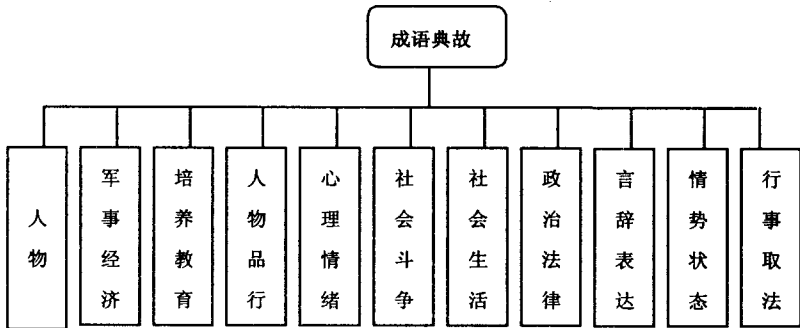 成语典故
人物
军事经济
培养教育
人物品行
心理情绪
社会斗争
社会生活
政治法律
言辞表达
情势状态
行事取法